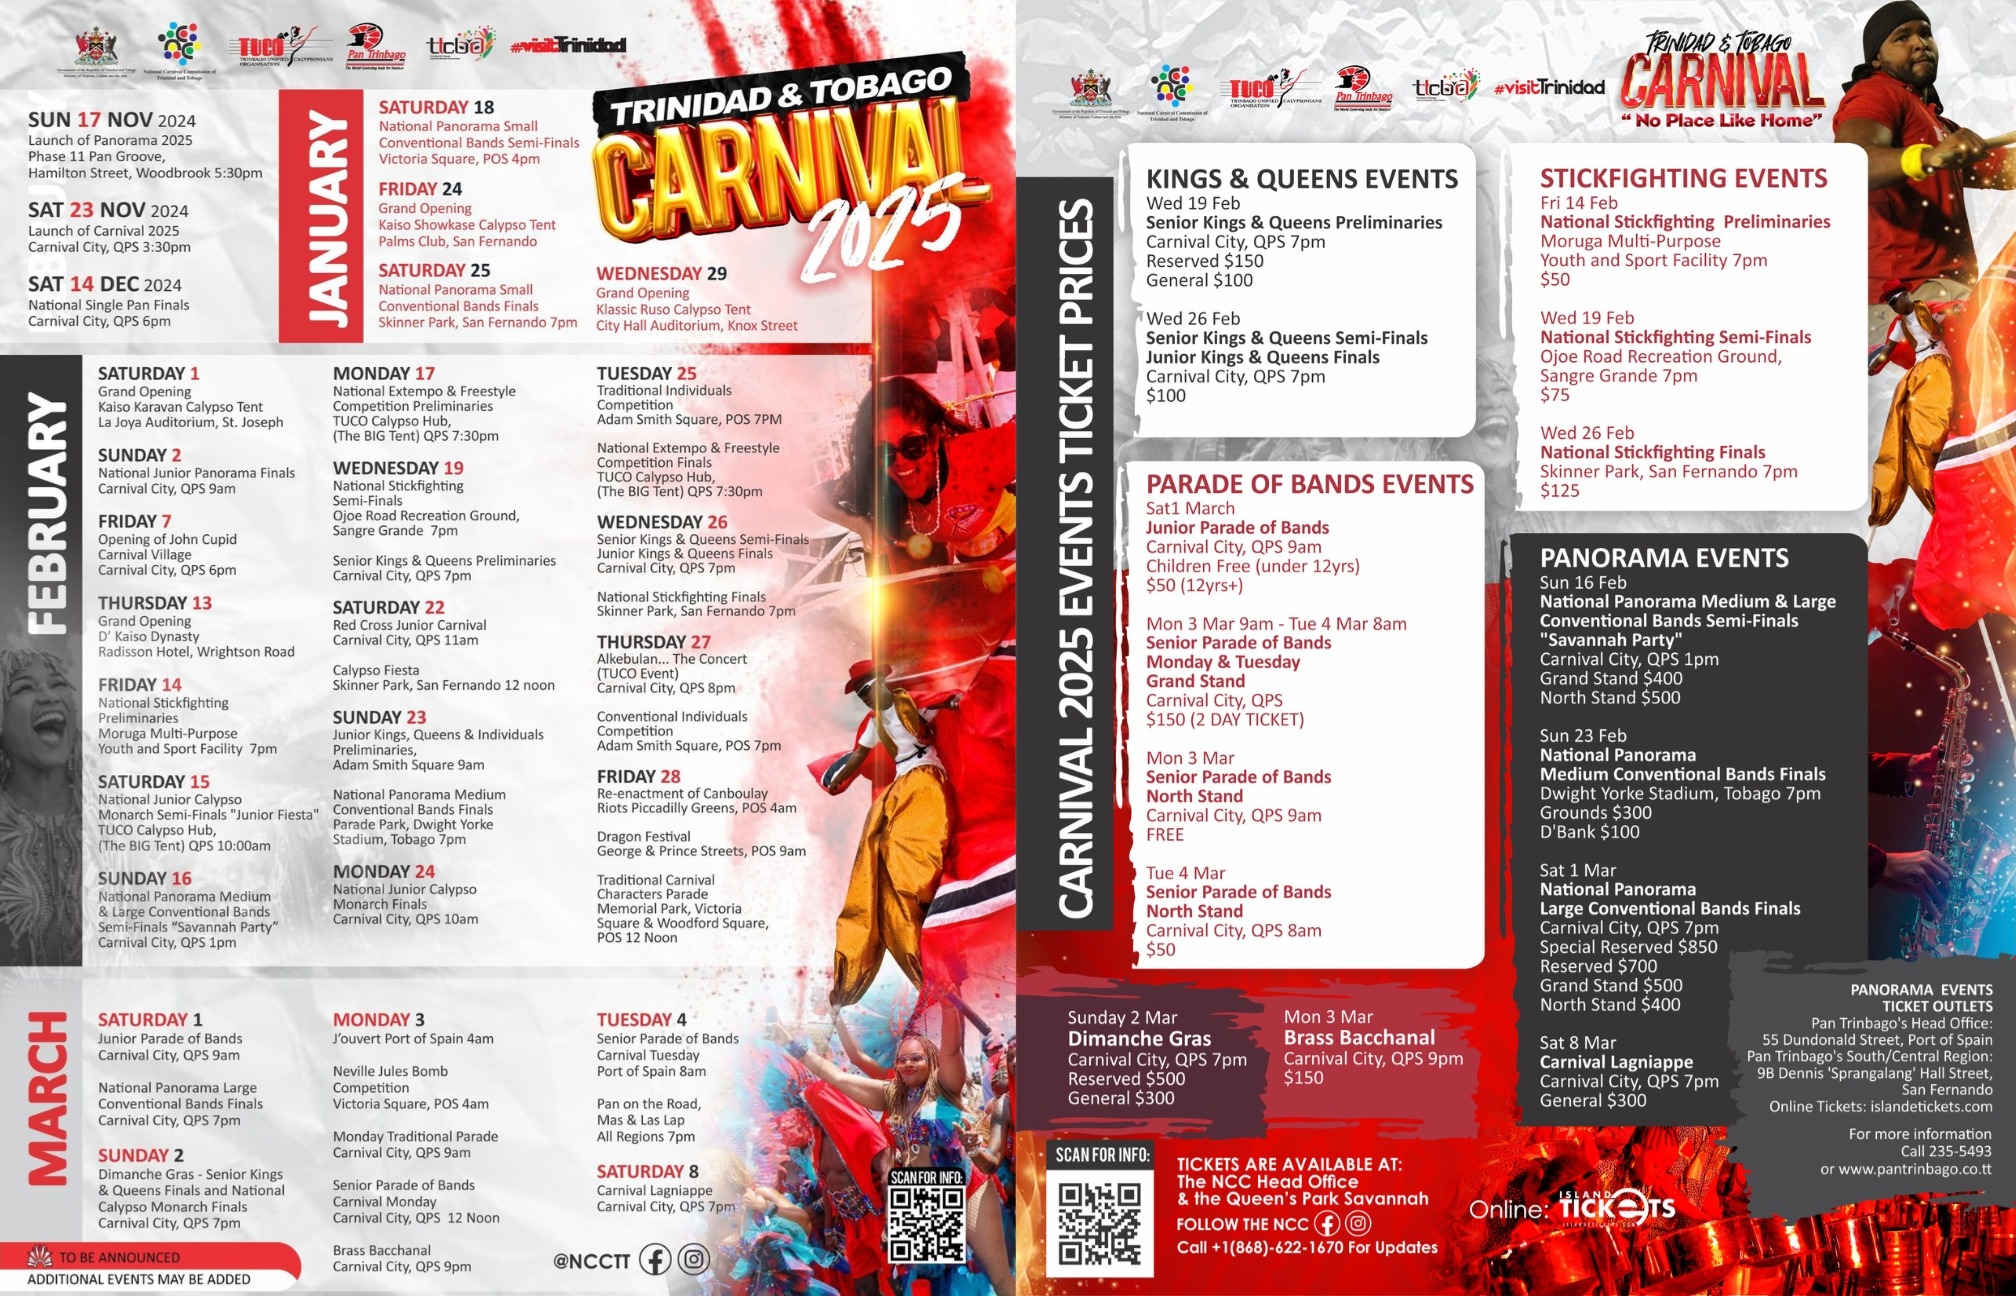 TUCO
TRINBAGO UNIFIED CALYPSONIANS
ORGANISATION
Pan Trinbago
ttcba
#visitTrinidad
TRINIDAD & TOBAGO
CARNIVAL
2025
SUN 17 NOV 2024
Launch of Panorama 2025
Phase 11 Pan Groove,
Hamilton Street, Woodbrook 5:30pm
SAT 23 NOV 2024
Launch of Carnival 2025
Carnival City, QPS 3:30pm
SAT 14 DEC 2024
National Single Pan Finals
Carnival City, QPS 6pm
JANUARY
SATURDAY 18
National Panorama Small
Conventional Bands Semi-Finals
Victoria Square, POS 4pm
FRIDAY 24
Grand Opening
Kaiso Showkase Calypso Tent
Palms Club, San Fernando
SATURDAY 25
National Panorama Small
Conventional Bands Finals
Skinner Park, San Fernando 7pm
WEDNESDAY 29
Grand Opening
Klassic Ruso Calypso Tent
City Hall Auditorium, Knox Street
FEBRUARY
SATURDAY 1
Grand Opening
Kaiso Karavan Calypso Tent
La Joya Auditorium, St. Joseph
SUNDAY 2
National Junior Panorama Finals
Carnival City, QPS 9am
FRIDAY 7
Opening of John Cupid
Carnival Village
Carnival City, QPS 6pm
THURSDAY 13
Grand Opening
D' Kaiso Dynasty
Radisson Hotel, Wrightson Road
FRIDAY 14
National Stickfighting
Preliminaries
Moruga Multi-Purpose
Youth and Sport Facility 7pm
SATURDAY 15
National Junior Calypso
Monarch Semi-Finals "Junior Fiesta"
TUCO Calypso Hub,
(The BIG Tent) QPS 10:00am
SUNDAY 16
National Panorama Medium
& Large Conventional Bands
Semi-Finals “Savannah Party”
Carnival City, QPS 1pm
MONDAY 17
National Extempo & Freestyle
Competition Preliminaries
TUCO Calypso Hub,
(The BIG Tent) QPS 7:30pm
WEDNESDAY 19
National Stickfighting
Semi-Finals
Ojoe Road Recreation Ground,
Sangre Grande 7pm
Senior Kings & Queens Preliminaries
Carnival City, QPS 7pm
SATURDAY 22
Red Cross Junior Carnival
Carnival City, QPS 11am
Calypso Fiesta
Skinner Park, San Fernando 12 noon
SUNDAY 23
Junior Kings, Queens & Individuals
Preliminaries,
Adam Smith Square 9am
National Panorama Medium
Conventional Bands Finals
Parade Park, Dwight Yorke
Stadium, Tobago 7pm
MONDAY 24
National Junior Calypso
Monarch Finals
Carnival City, QPS 10am
TUESDAY 25
Traditional Individuals
Competition
Adam Smith Square, POS 7PM
National Extempo & Freestyle
Competition Finals
TUCO Calypso Hub,
(The BIG Tent) QPS 7:30pm
WEDNESDAY 26
Senior Kings & Queens Semi-Finals
Junior Kings & Queens Finals
Carnival City, QPS 7pm
National Stickfighting Finals
Skinner Park, San Fernando 7pm
THURSDAY 27
Alkebulan... The Concert
(TUCO Event)
Carnival City, QPS 8pm
Conventional Individuals
Competition
Adam Smith Square, POS 7pm
FRIDAY 28
Re-enactment of Canboulay
Riots Piccadilly Greens, POS 4am
Dragon Festival
George & Prince Streets, POS 9am
Traditional Carnival
Characters Parade
Memorial Park, Victoria
Square & Woodford Square,
POS 12 Noon
MARCH
SATURDAY 1
Junior Parade of Bands
Carnival City, QPS 9am
National Panorama Large
Conventional Bands Finals
Carnival City, QPS 7pm
SUNDAY 2
Dimanche Gras - Senior Kings
& Queens Finals and National
Calypso Monarch Finals
Carnival City, QPS 7pm
MONDAY 3
J'ouvert Port of Spain 4am
Neville Jules Bomb
Competition
Victoria Square, POS 4am
Monday Traditional Parade
Carnival City, QPS 9am
Senior Parade of Bands
Carnival Monday
Carnival City, QPS 12 Noon
Brass Bacchanal
Carnival City, QPS 9pm
TUESDAY 4
Senior Parade of Bands
Carnival Tuesday
Port of Spain 8am
Pan on the Road,
Mas & Las Lap
All Regions 7pm
SATURDAY 8
Carnival Lagniappe
Carnival City, QPS 7pm
TO BE ANNOUNCED
ADDITIONAL EVENTS MAY BE ADDED
@NCCTT
SCAN FOR INFO:
TUCO
TRINBAGO UNIFIED CALYPSONIANS
ORGANISATION
Pan Trinbago
ttcba
#visitTrinidad
TRINIDAD & TOBAGO
CARNIVAL
“ No Place Like Home”
CARNIVAL 2025 EVENTS TICKET PRICES
KINGS & QUEENS EVENTS
Wed 19 Feb
Senior Kings & Queens Preliminaries
Carnival City, QPS 7pm
Reserved $150
General $100
Wed 26 Feb
Senior Kings & Queens Semi-Finals
Junior Kings & Queens Finals
Carnival City, QPS 7pm
$100
PARADE OF BANDS EVENTS
Sat1 March
Junior Parade of Bands
Carnival City, QPS 9am
Children Free (under 12yrs)
$50 (12yrs+)
Mon 3 Mar 9am - Tue 4 Mar 8am
Senior Parade of Bands
Monday & Tuesday
Grand Stand
Carnival City, QPS
$150 (2 DAY TICKET)
Mon 3 Mar
Senior Parade of Bands
North Stand
Carnival City, QPS 9am
FREE
Tue 4 Mar
Senior Parade of Bands
North Stand
Carnival City, QPS 8am
$50
STICKFIGHTING EVENTS
Fri 14 Feb
National Stickfighting Preliminaries
Moruga Multi-Purpose
Youth and Sport Facility 7pm
$50
Wed 19 Feb
National Stickfighting Semi-Finals
Ojoe Road Recreation Ground,
Sangre Grande 7pm
$75
Wed 26 Feb
National Stickfighting Finals
Skinner Park, San Fernando 7pm
$125
PANORAMA EVENTS
Sun 16 Feb
National Panorama Medium & Large
Conventional Bands Semi-Finals
"Savannah Party"
Carnival City, QPS 1pm
Grand Stand $400
North Stand $500
Sun 23 Feb
National Panorama
Medium Conventional Bands Finals
Dwight Yorke Stadium, Tobago 7pm
Grounds $300
D'Bank $100
Sat 1 Mar
National Panorama
Large Conventional Bands Finals
Carnival City, QPS 7pm
Special Reserved $850
Reserved $700
Grand Stand $500
North Stand $400
Sat 8 Mar
Carnival Lagniappe
Carnival City, QPS 7pm
General $300
Sunday 2 Mar
Dimanche Gras
Carnival City, QPS 7pm
Reserved $500
General $300
Mon 3 Mar
Brass Bacchanal
Carnival City, QPS 9pm
$150
PANORAMA EVENTS
TICKET OUTLETS
Pan Trinbago's Head Office:
55 Dundonald Street, Port of Spain
Pan Trinbago's South/Central Region:
9B Dennis 'Sprangalang' Hall Street,
San Fernando
Online Tickets: islandetickets.com
For more information
Call 235-5493
or www.pantrinbago.co.tt
SCAN FOR INFO:
TICKETS ARE AVAILABLE AT:
The NCC Head Office
& the Queen's Park Savannah
FOLLOW THE NCC
Call +1(868)-622-1670 For Updates
Online: ISLAND TICKETS